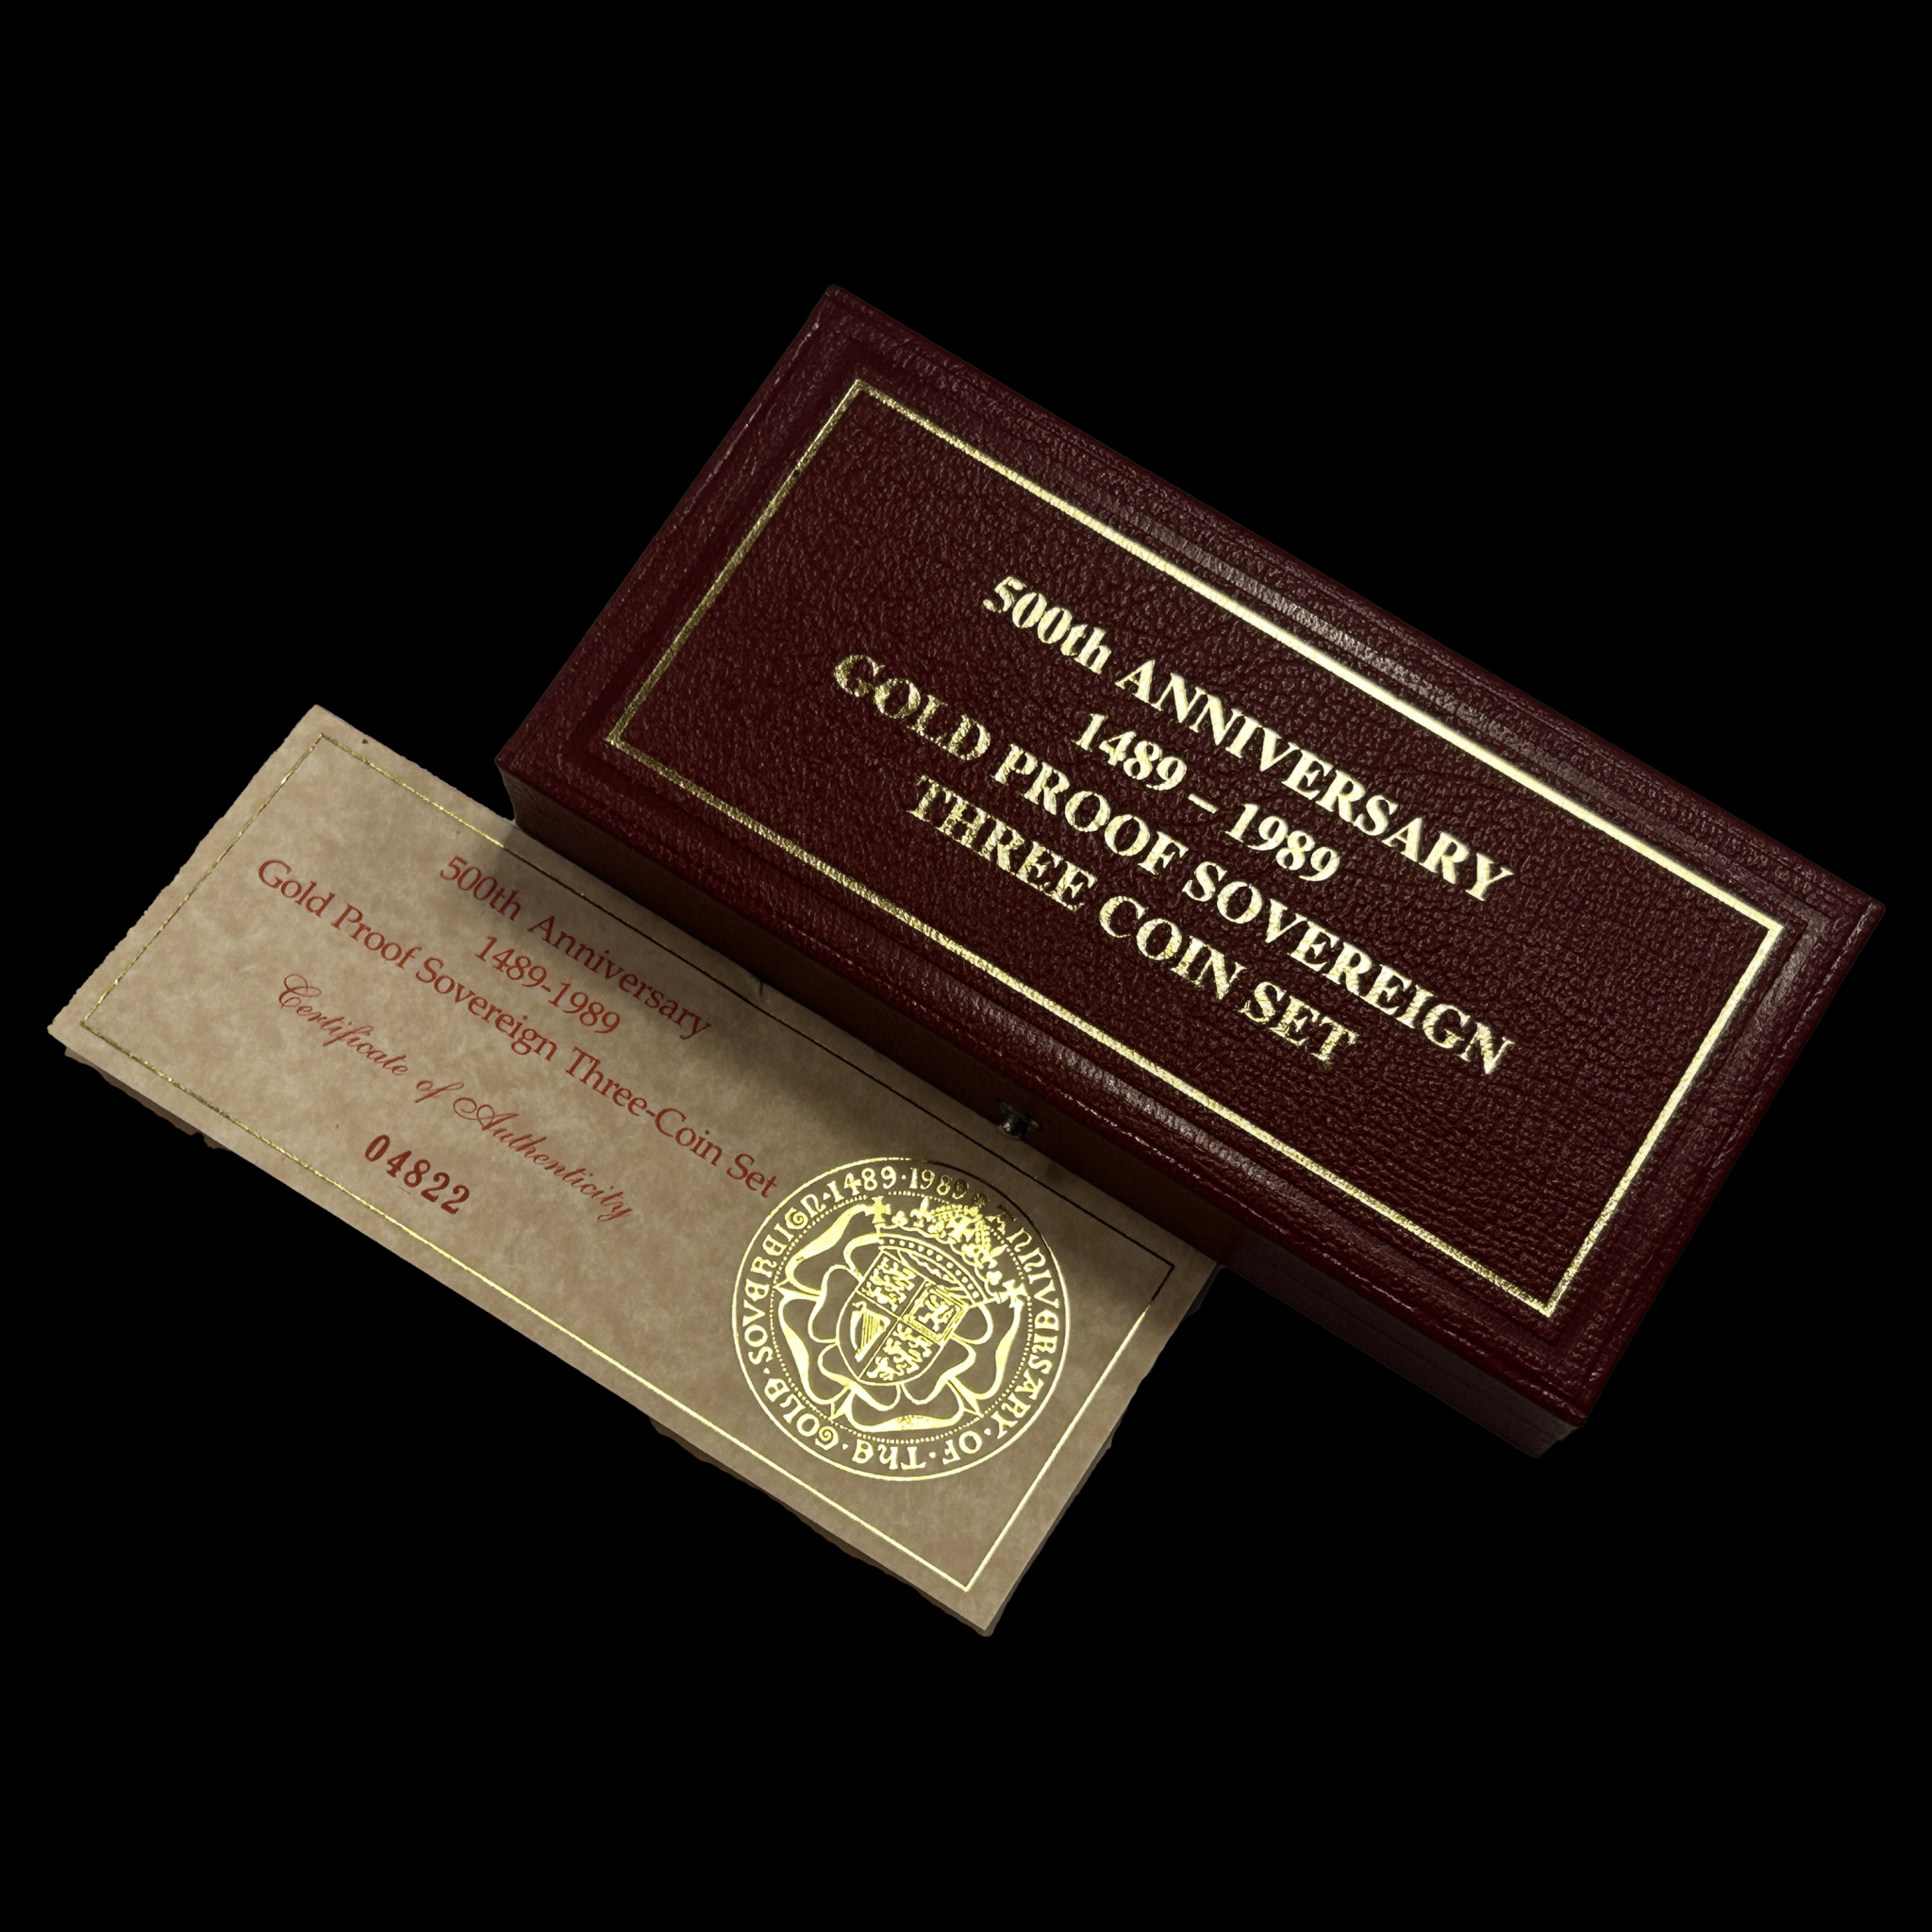 500th ANNIVERSARY
1489 – 1989
GOLD PROOF SOVEREIGN
THREE COIN SET
500th Anniversary
1489-1989
Gold Proof Sovereign Three-Coin Set
Certificate of Authenticity
04822
ANNIVERSARY·OF·THE·GOLD·SOVEREIGN·1489·1989